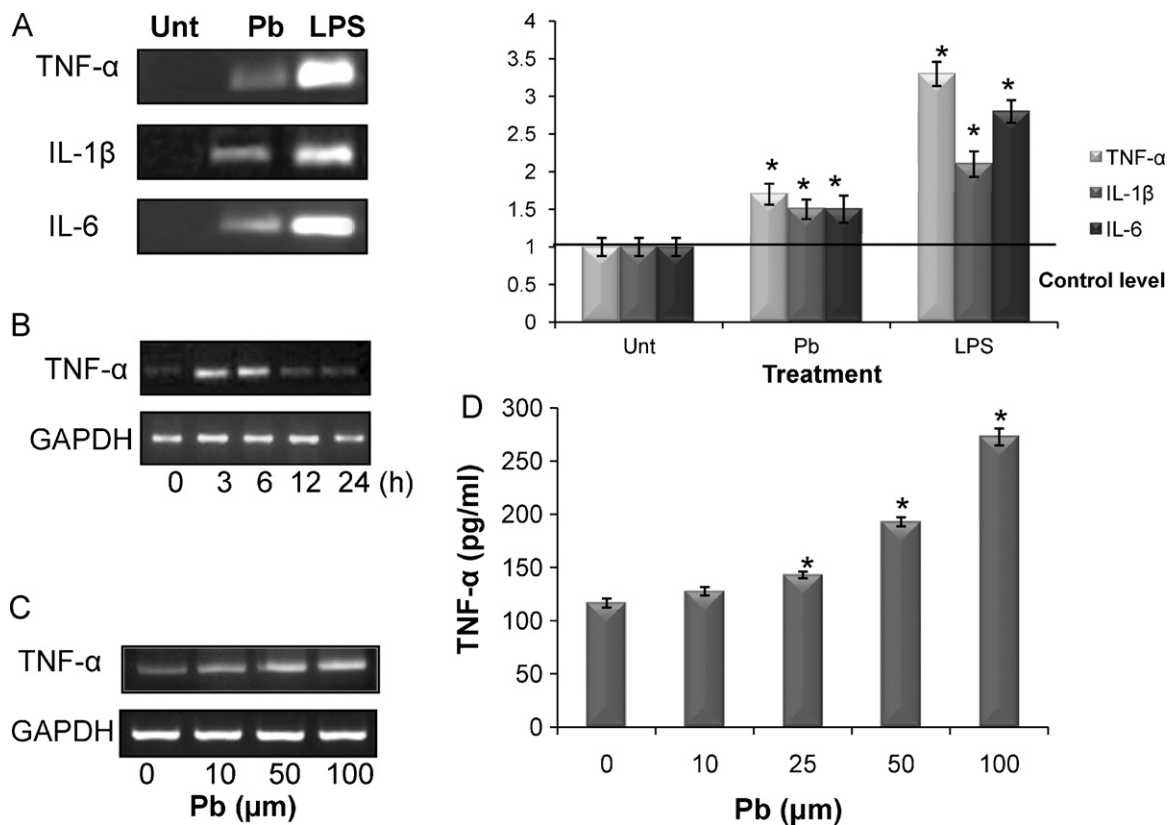 A
Unt Pb LPS
TNF-α
IL-1β
IL-6
4
3.5
3
2.5
2
1.5
1
0.5
0
* * * * * *
TNF-α
IL-1β
IL-6
Control level
Unt Pb LPS
Treatment
B
TNF-α
GAPDH
0 3 6 12 24 (h)
C
TNF-α
GAPDH
0 10 50 100
Pb (μm)
D
TNF-α (pg/ml)
300
250
200
150
100
50
0
* * *
0 10 25 50 100
Pb (μm)